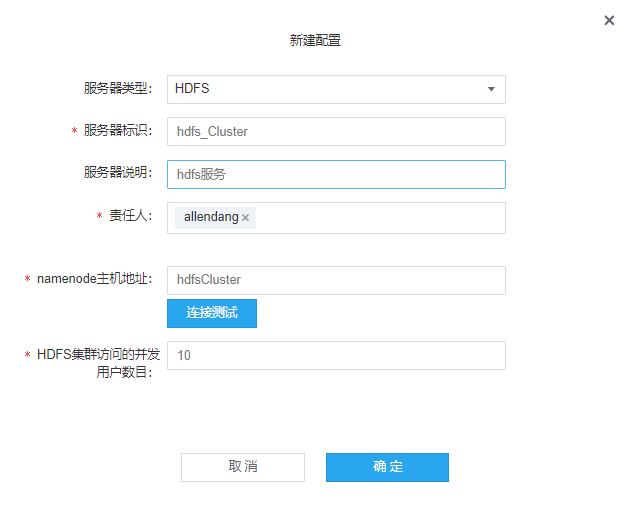 新建配置
服务器类型： HDFS
* 服务器标识： hdfs_Cluster
服务器说明： hdfs服务
* 责任人： allendang ×
* namenode主机地址： hdfsCluster
连接测试
* HDFS集群访问的并发 10
用户数目：
取 消 确 定